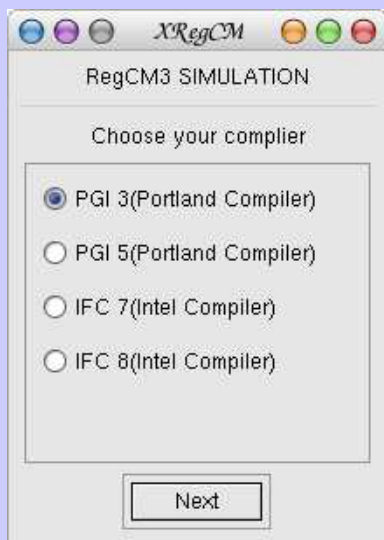 XRegCM
RegCM3 SIMULATION
Choose your complier
PGI 3(Portland Compiler)
PGI 5(Portland Compiler)
IFC 7(Intel Compiler)
IFC 8(Intel Compiler)
Next